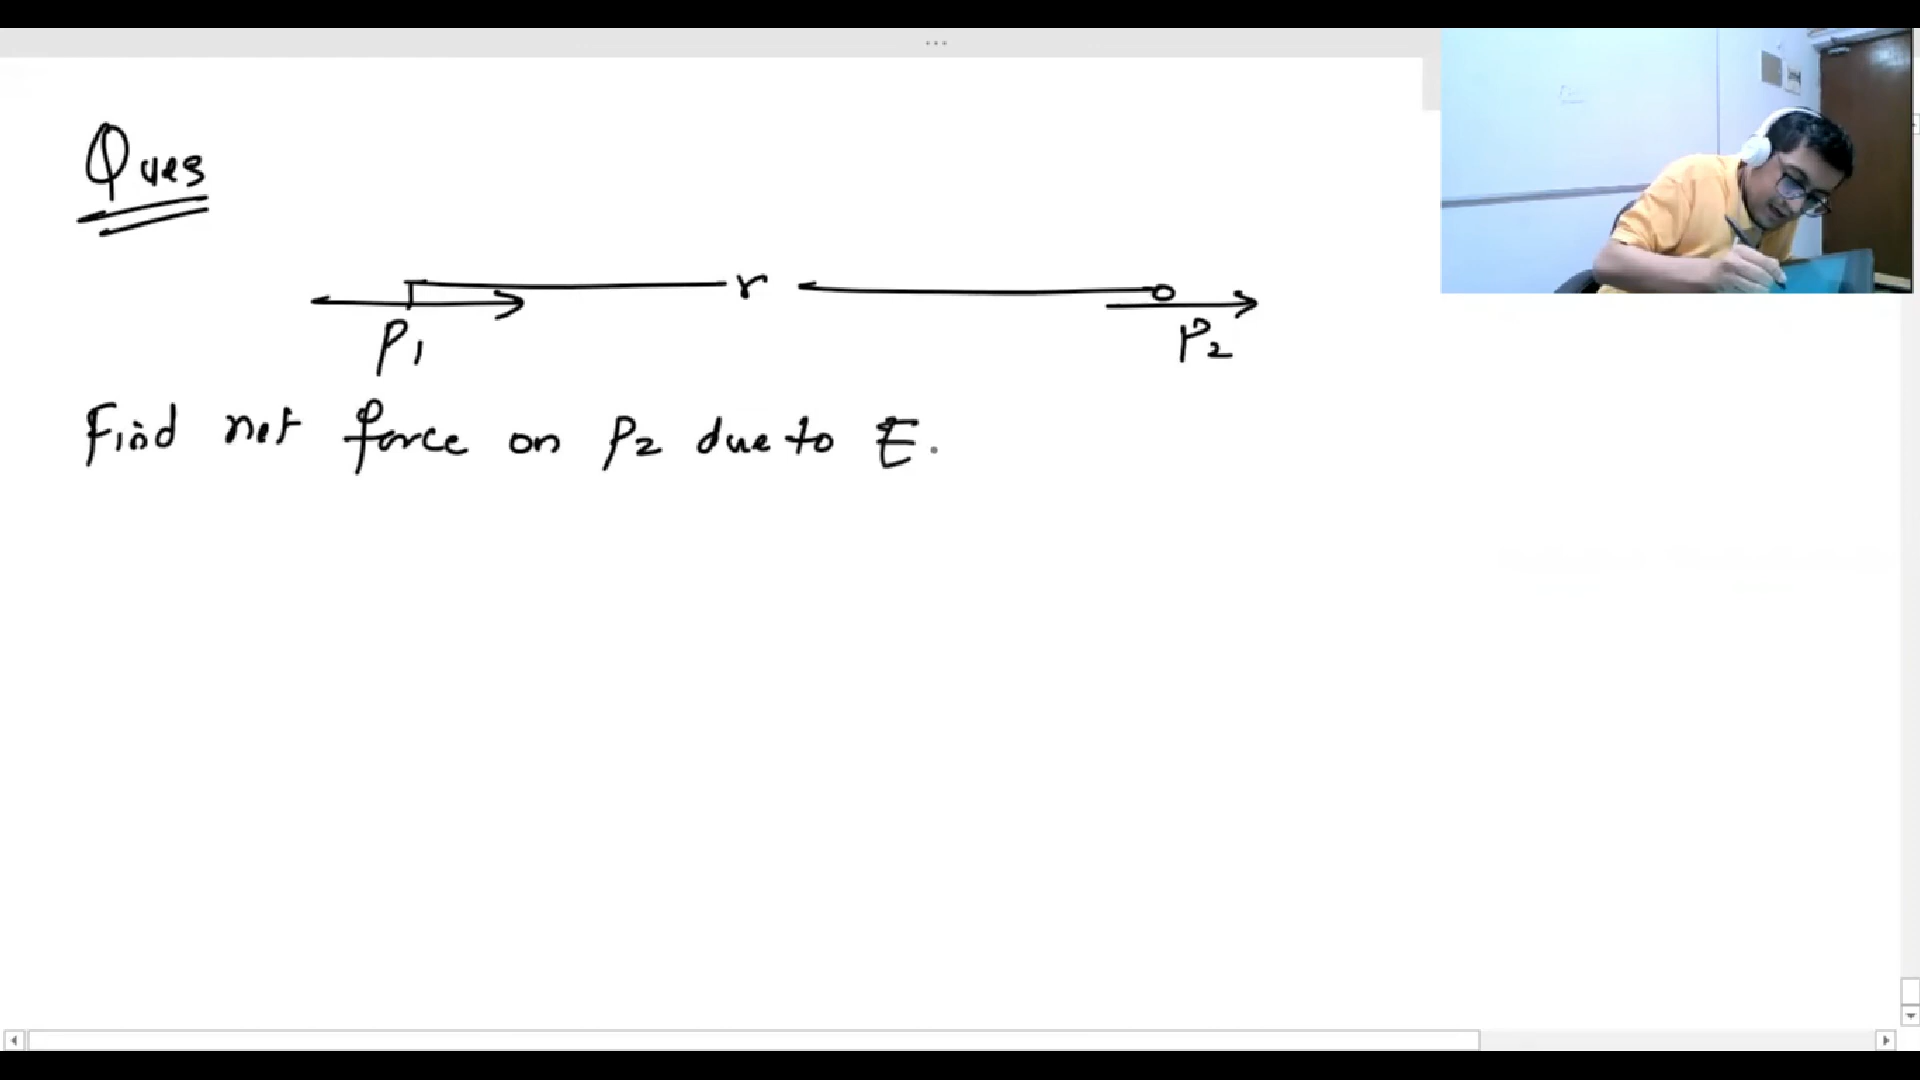 Ques
r
P1
P2
Find net force on P2 due to E.